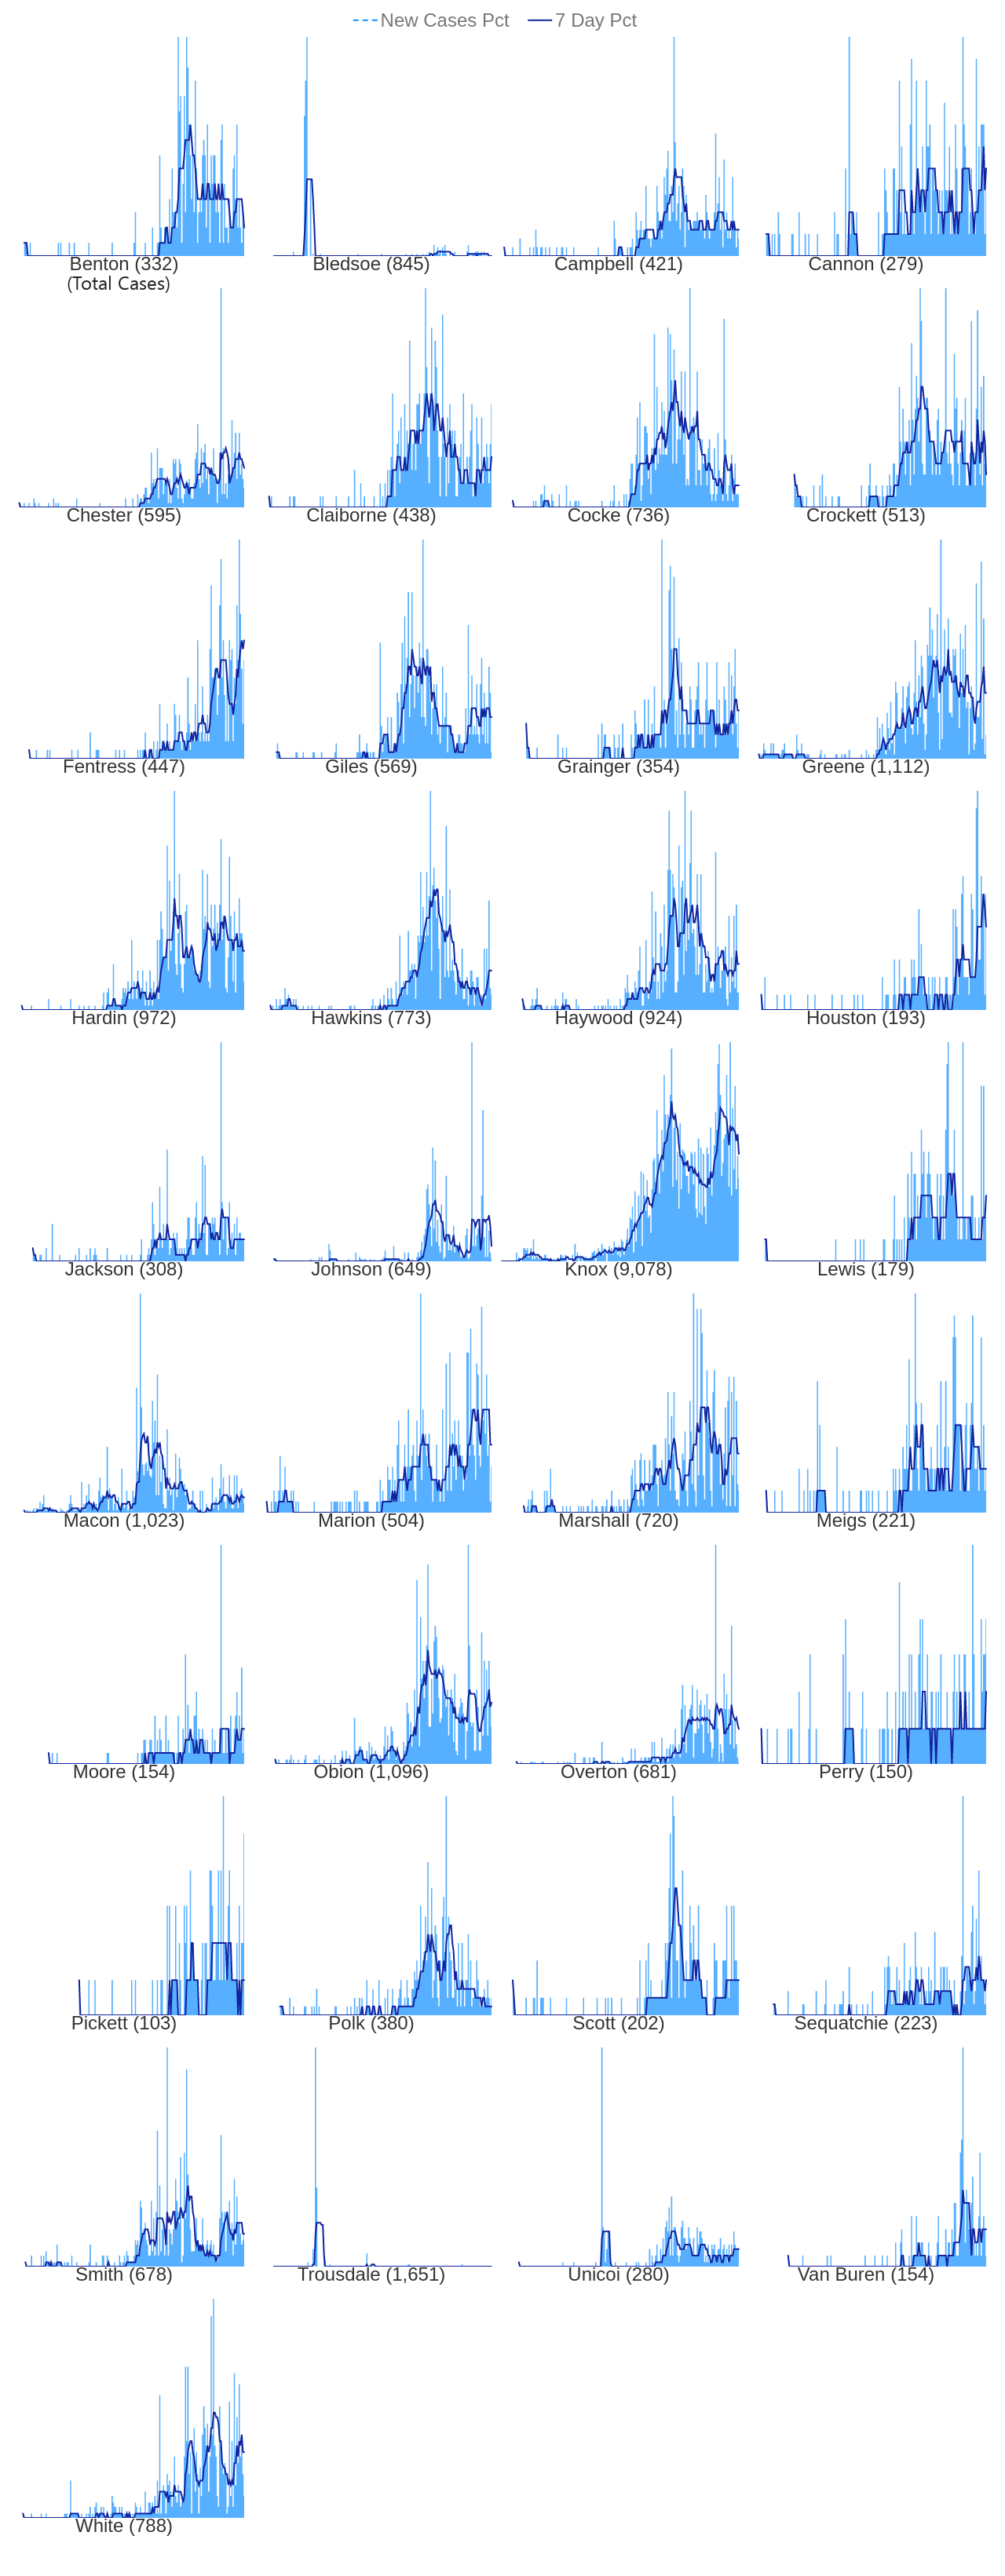 New Cases Pct 7 Day Pct
Benton (332) Bledsoe (845) Campbell (421) Cannon (279)
(Total Cases)
Chester (595) Claiborne (438) Cocke (736) Crockett (513)
Fentress (447) Giles (569) Grainger (354) Greene (1,112)
Hardin (972) Hawkins (773) Haywood (924) Houston (193)
Jackson (308) Johnson (649) Knox (9,078) Lewis (179)
Macon (1,023) Marion (504) Marshall (720) Meigs (221)
Moore (154) Obion (1,096) Overton (681) Perry (150)
Pickett (103) Polk (380) Scott (202) Sequatchie (223)
Smith (678) Trousdale (1,651) Unicoi (280) Van Buren (154)
White (788)